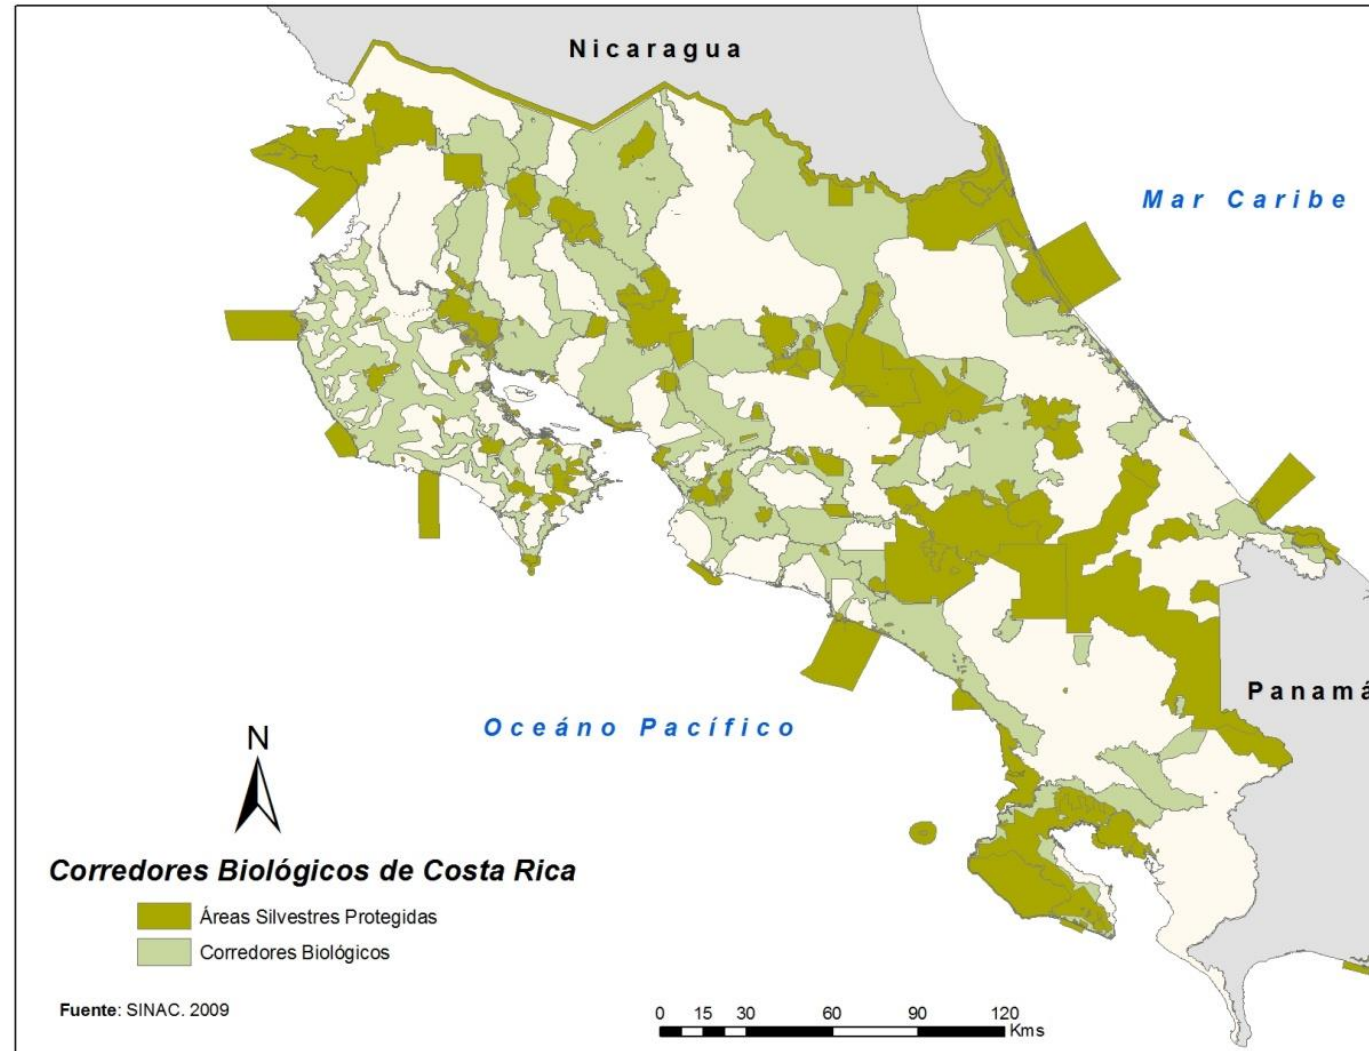 Nicaragua
Mar Caribe
Panamá
Oceáno Pacífico
N
Corredores Biológicos de Costa Rica
Áreas Silvestres Protegidas
Corredores Biológicos
Fuente: SINAC. 2009
0 15 30 60 90 120
Kms